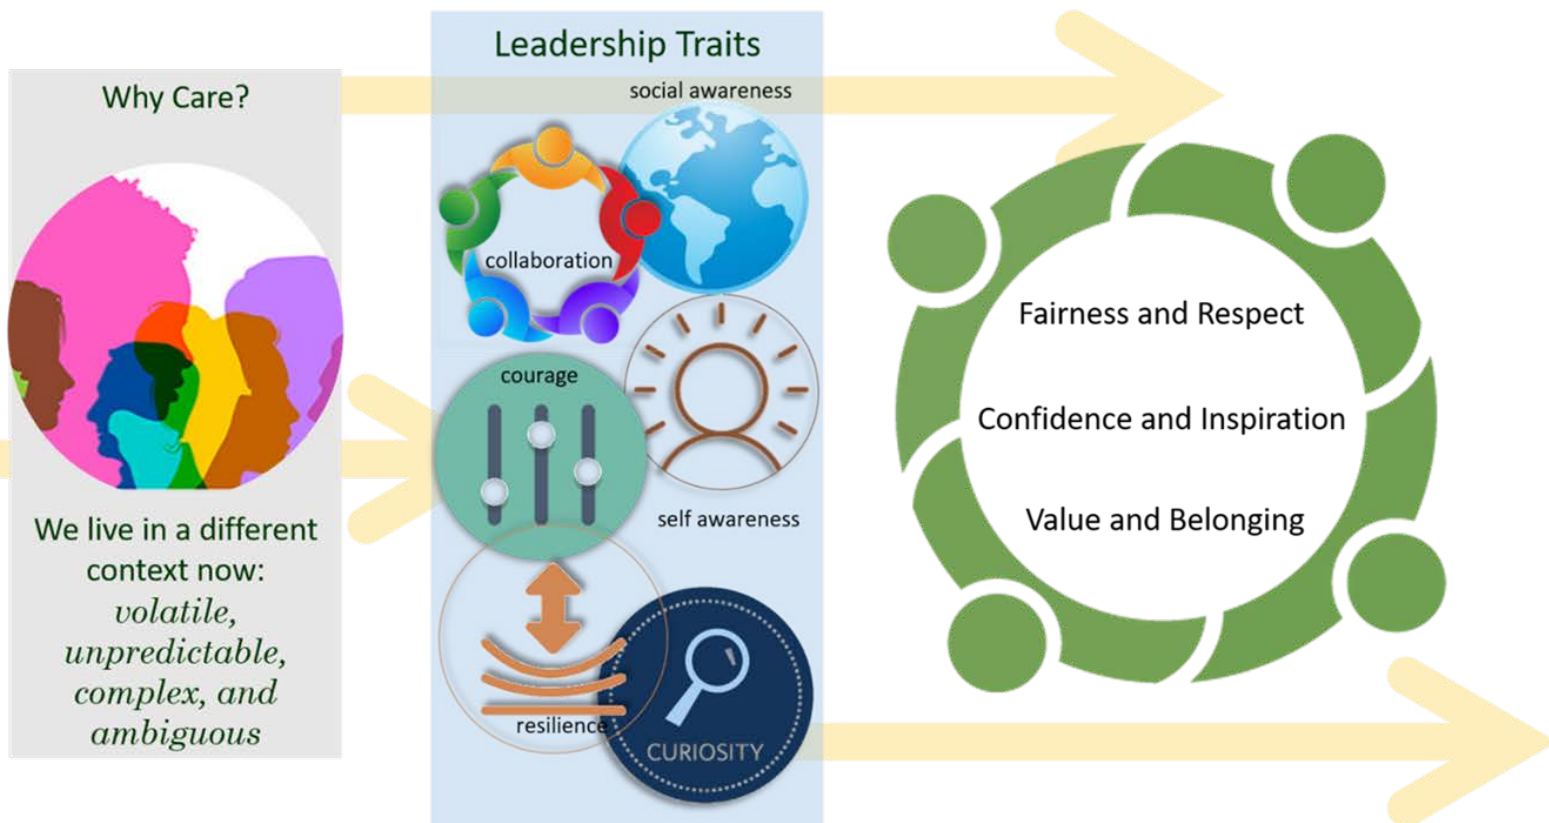 Why Care?
We live in a different
context now:
volatile,
unpredictable,
complex, and
ambiguous
Leadership Traits
social awareness
collaboration
courage
self awareness
resilience
CURIOSITY
Fairness and Respect
Confidence and Inspiration
Value and Belonging